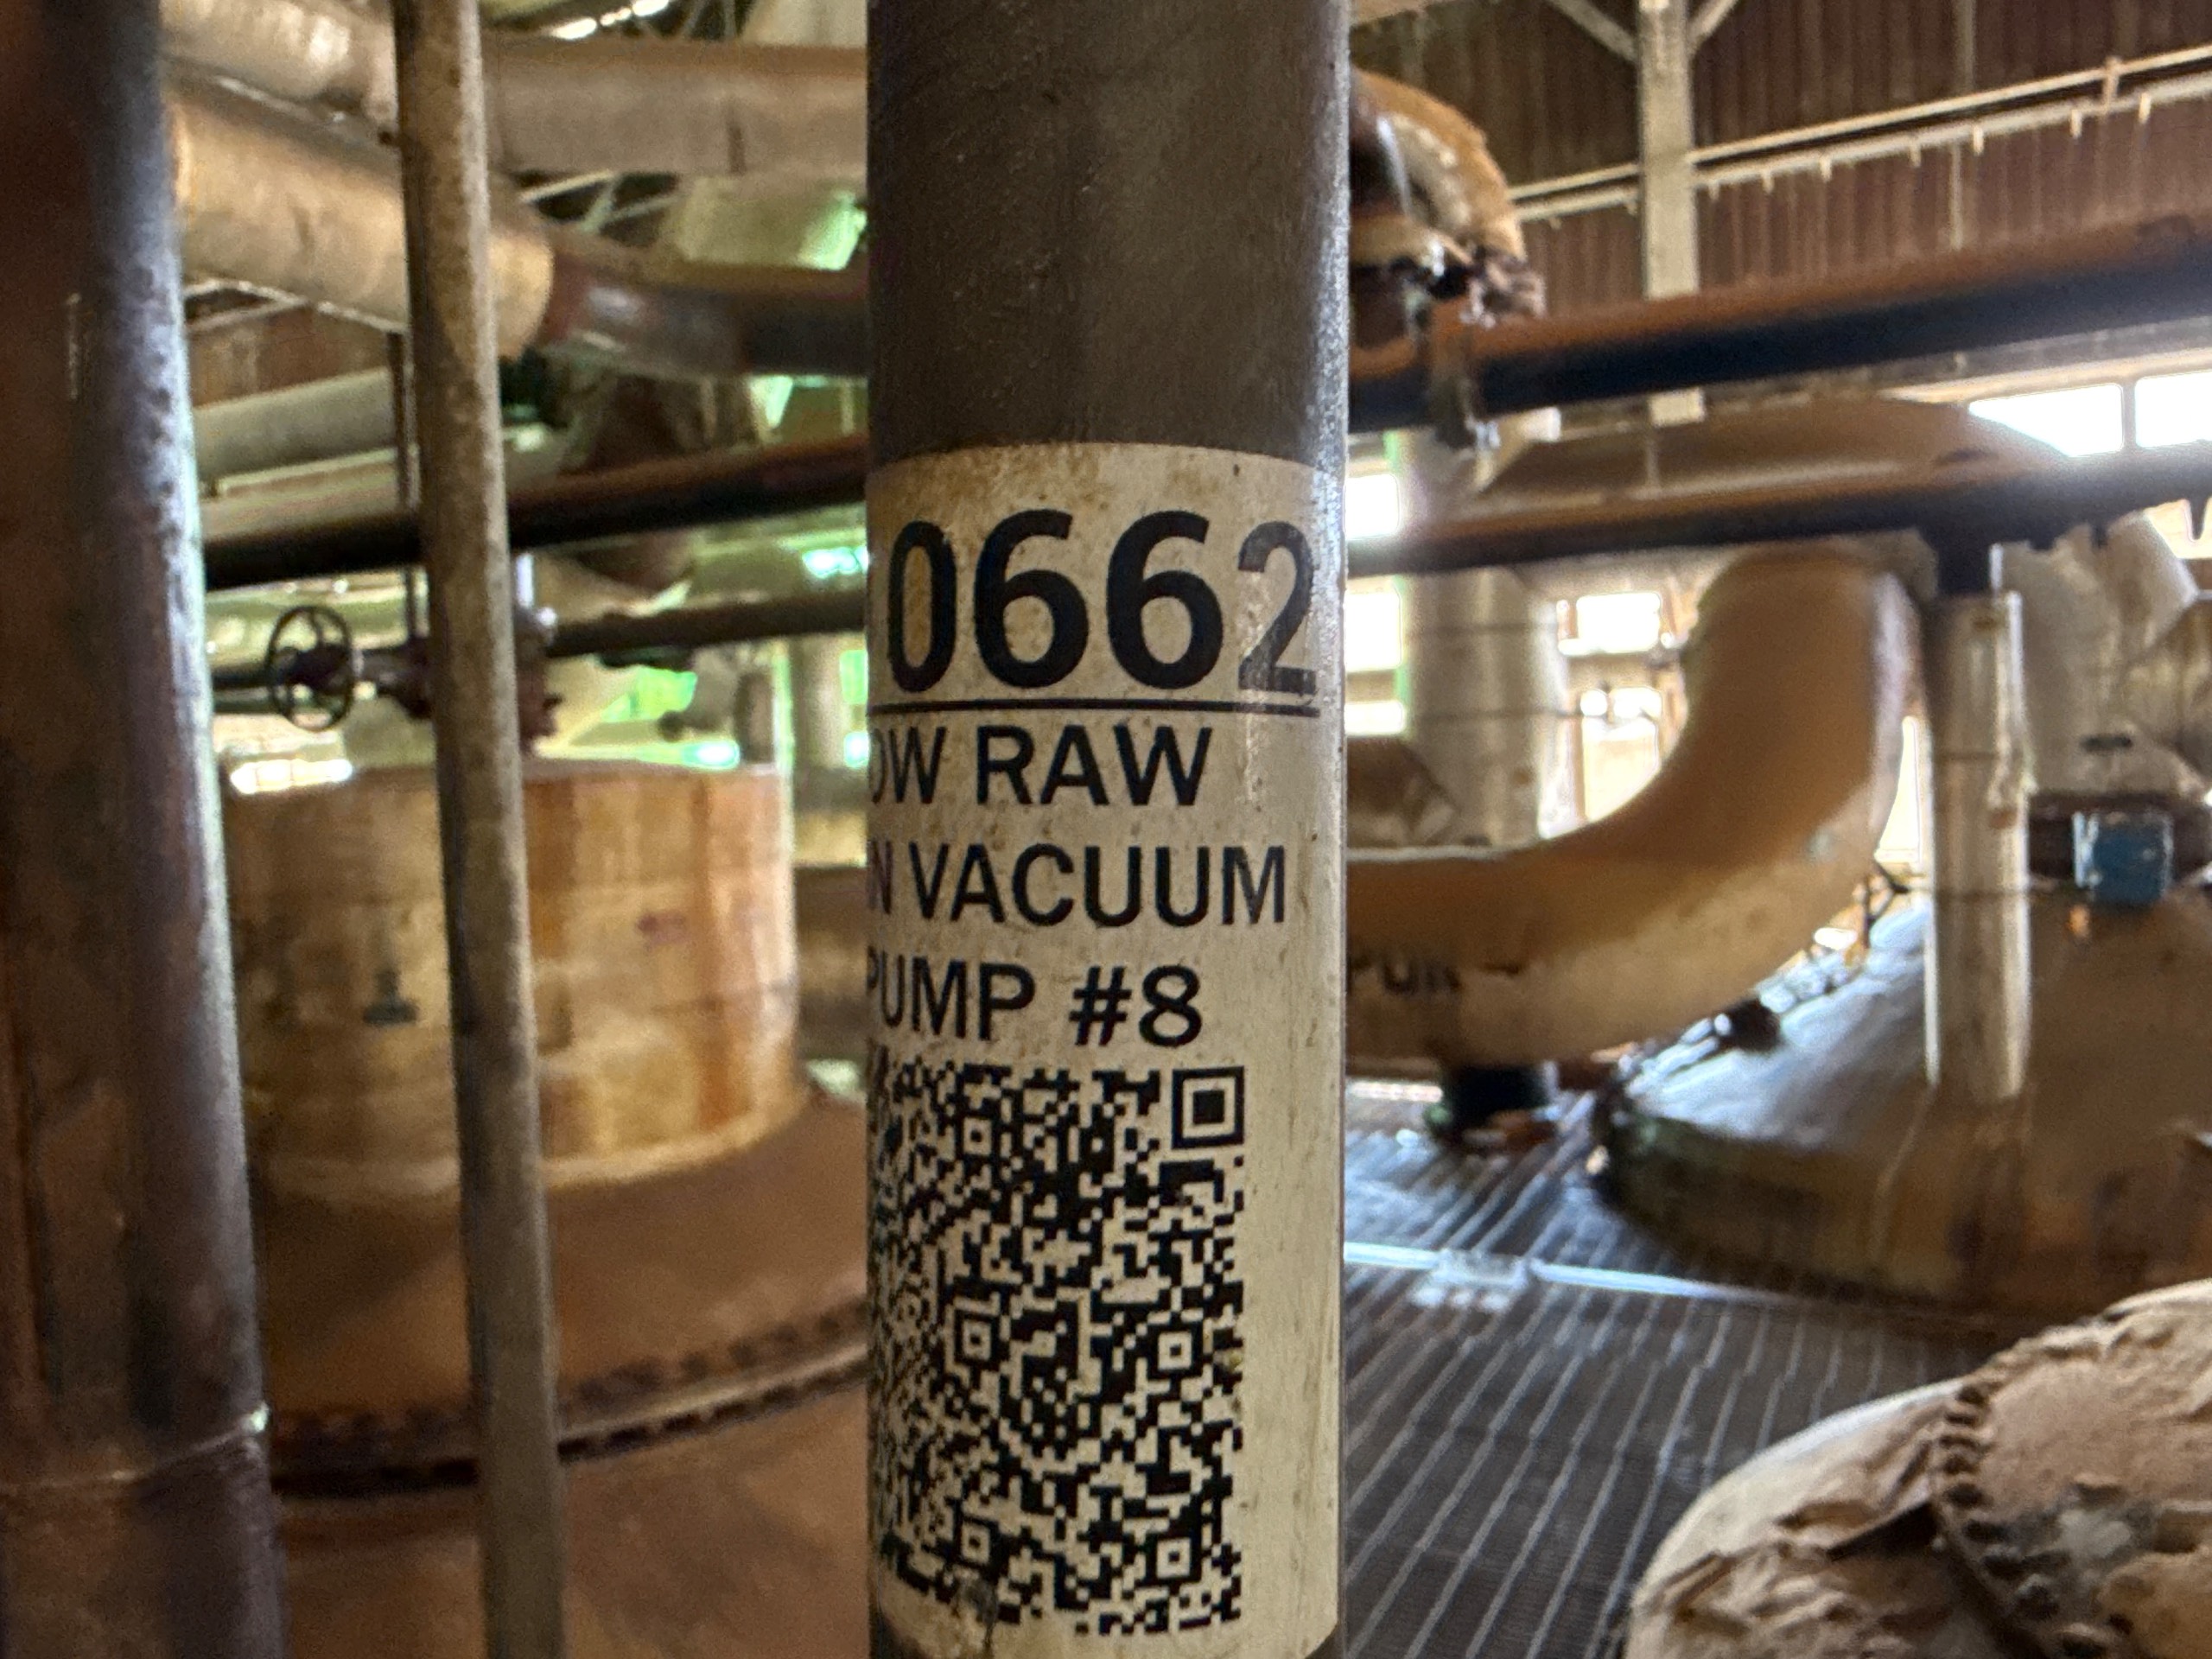 0662
OW RAW
N VACUUM
PUMP #8